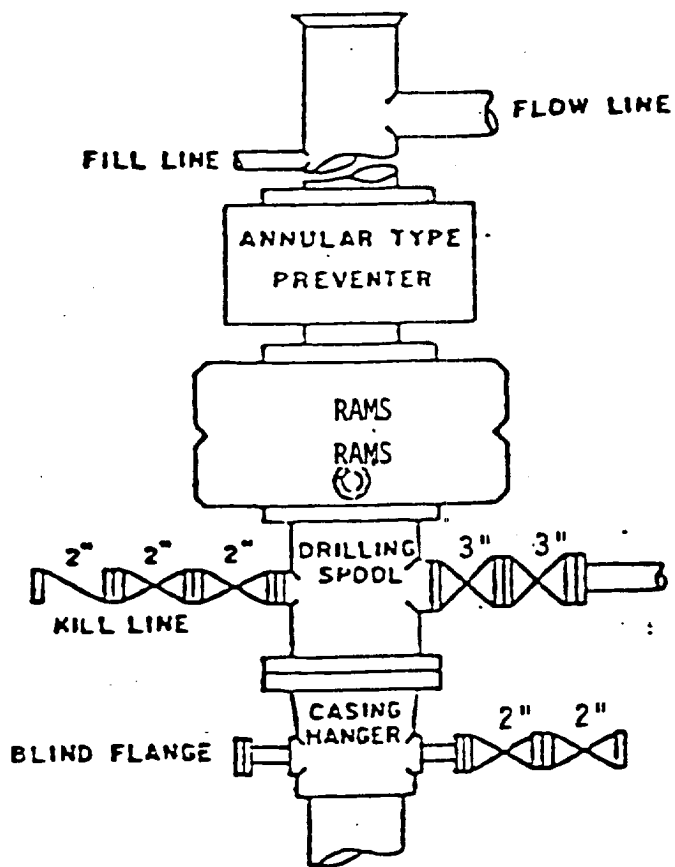 FLOW LINE
FILL LINE
ANNULAR TYPE
PREVENTER
RAMS
RAMS
2" 2" 2"
DRILLING
SPOOL
3" 3"
KILL LINE
CASING
HANGER
2" 2"
BLIND FLANGE